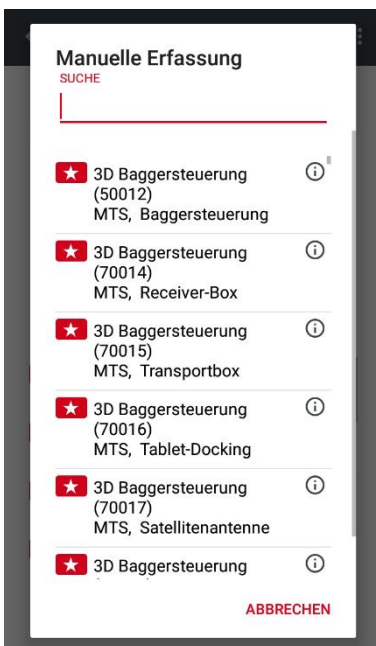 Manuelle Erfassung
SUCHE
3D Baggersteuerung
(50012)
MTS, Baggersteuerung
3D Baggersteuerung
(70014)
MTS, Receiver-Box
3D Baggersteuerung
(70015)
MTS, Transportbox
3D Baggersteuerung
(70016)
MTS, Tablet-Docking
3D Baggersteuerung
(70017)
MTS, Satellitenantenne
3D Baggersteuerung
ABBRECHEN